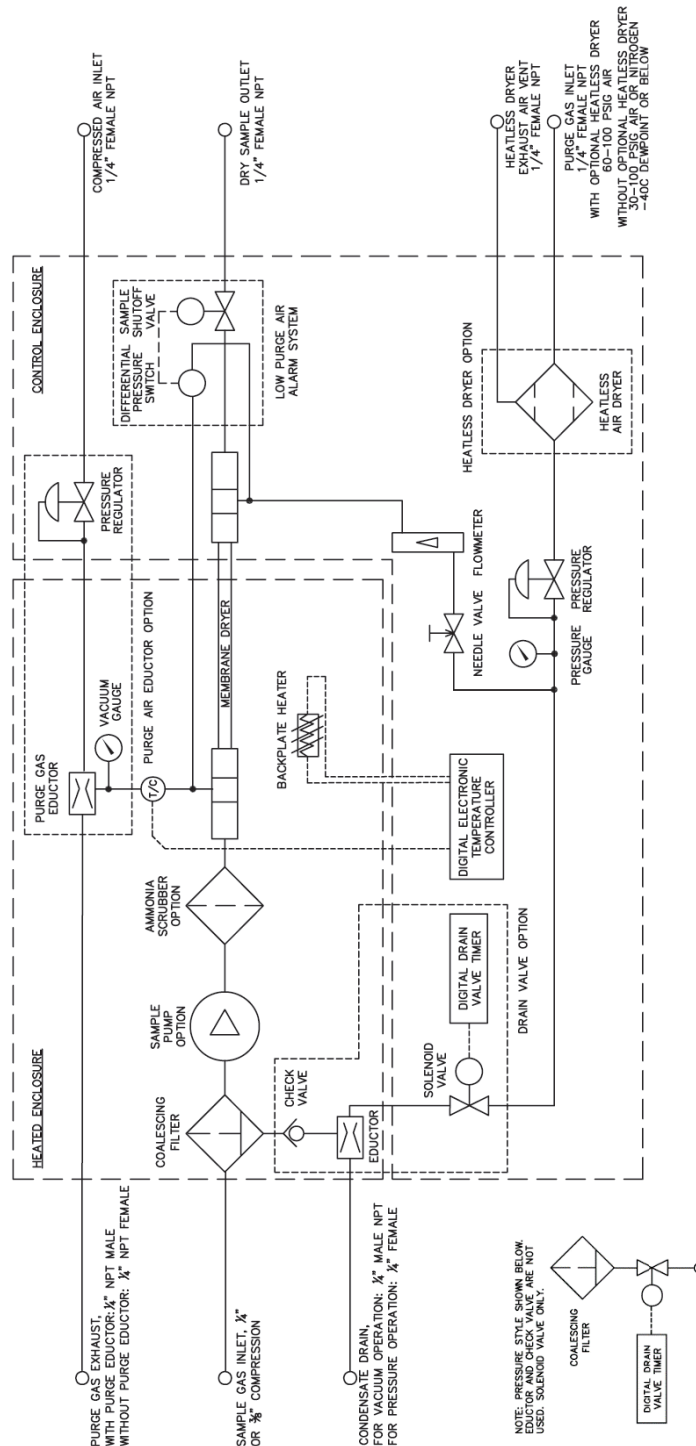 HEATED ENCLOSURE
CONTROL ENCLOSURE
PURGE GAS EXHAUST,
WITH PURGE EDUCTOR:¼" NPT MALE
WITHOUT PURGE EDUCTOR: ¼" NPT FEMALE
PURGE GAS
EDUCTOR
VACUUM
GAUGE
T/C
PURGE AIR EDUCTOR OPTION
PRESSURE
REGULATOR
COMPRESSED AIR INLET
1/4" FEMALE NPT
SAMPLE GAS INLET, ¼"
OR ⅜" COMPRESSION
COALESCING
FILTER
SAMPLE
PUMP
OPTION
AMMONIA
SCRUBBER
OPTION
MEMBRANE DRYER
DIFFERENTIAL
PRESSURE
SWITCH
SAMPLE
SHUTOFF
VALVE
LOW PURGE AIR
ALARM SYSTEM
DRY SAMPLE OUTLET
1/4" FEMALE NPT
CONDENSATE DRAIN,
FOR VACUUM OPERATION: ¼" MALE NPT
FOR PRESSURE OPERATION: ¼" FEMALE
CHECK
VALVE
EDUCTOR
SOLENOID
VALVE
DIGITAL DRAIN
VALVE TIMER
DRAIN VALVE OPTION
BACKPLATE HEATER
DIGITAL ELECTRONIC
TEMPERATURE
CONTROLLER
NEEDLE VALVE
FLOWMETER
PRESSURE
GAUGE
PRESSURE
REGULATOR
HEATLESS DRYER OPTION
HEATLESS
AIR DRYER
HEATLESS DRYER
EXHAUST AIR VENT
1/4" FEMALE NPT
PURGE GAS INLET
1/4" FEMALE NPT
WITH OPTIONAL HEATLESS DRYER
60-100 PSIG AIR
WITHOUT OPTIONAL HEATLESS DRYER
30-100 PSIG AIR OR NITROGEN
-40C DEWPOINT OR BELOW
NOTE: PRESSURE STYLE SHOWN BELOW.
EDUCTOR AND CHECK VALVE ARE NOT
USED. SOLENOID VALVE ONLY.
COALESCING
FILTER
DIGITAL DRAIN
VALVE TIMER